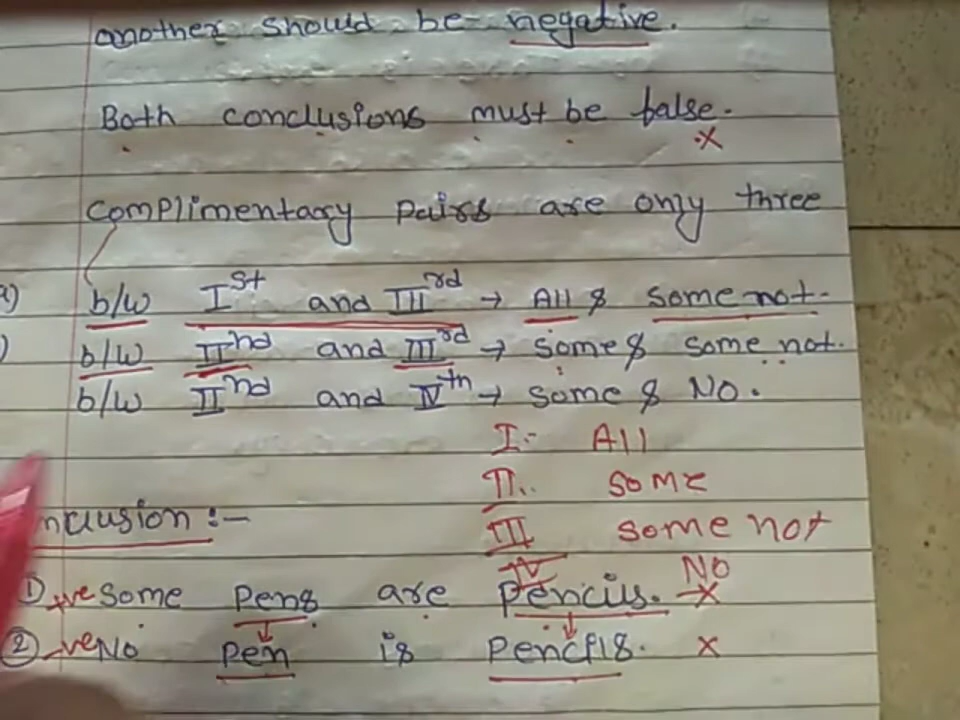 another should be negative.
Both conclusions must be false.
x
Complimentary pairs are only three
a) b/w Ist and IIIrd → All & some not.
) b/w IInd and IIIrd → some & some not.
b/w IInd and IVth → some & No.
I:- All
II.. some
III some not
nclusion :-
IV No
1) +ve Some Pens are Pencils. x
② -ve No pen is Pencils. x